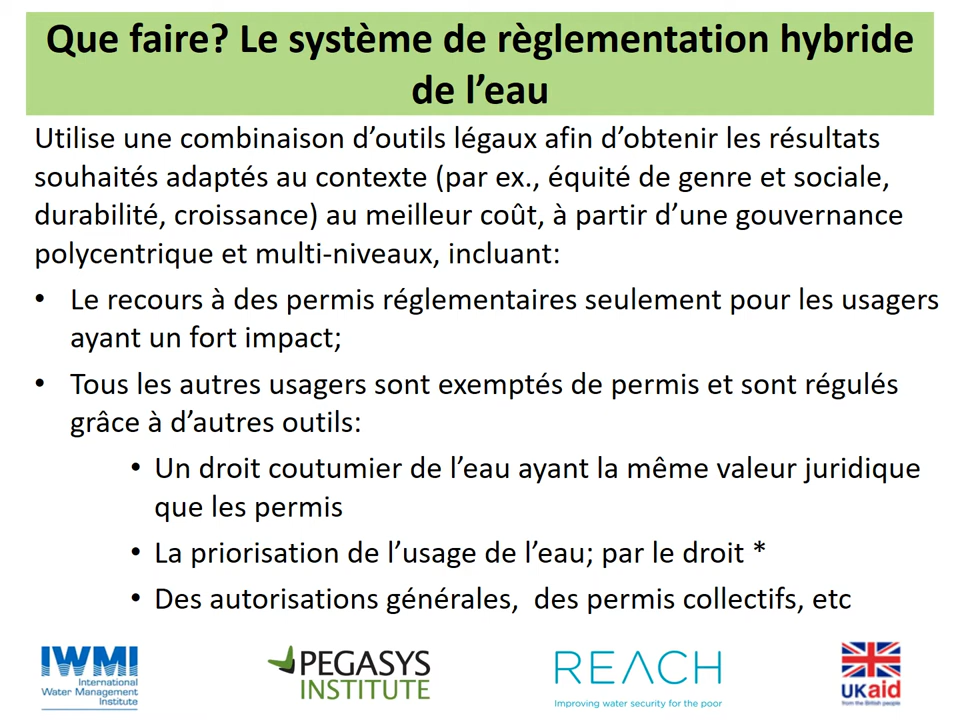 Que faire? Le système de règlementation hybride
de l’eau
Utilise une combinaison d’outils légaux afin d’obtenir les résultats
souhaités adaptés au contexte (par ex., équité de genre et sociale,
durabilité, croissance) au meilleur coût, à partir d’une gouvernance
polycentrique et multi-niveaux, incluant:
• Le recours à des permis réglementaires seulement pour les usagers
ayant un fort impact;
• Tous les autres usagers sont exemptés de permis et sont régulés
grâce à d’autres outils:
• Un droit coutumier de l’eau ayant la même valeur juridique
que les permis
• La priorisation de l’usage de l’eau; par le droit *
• Des autorisations générales,  des permis collectifs, etc
IWMI
International
Water Management
Institute
PEGASYS
INSTITUTE
REACH
Improving water security for the poor
UKaid
from the British people